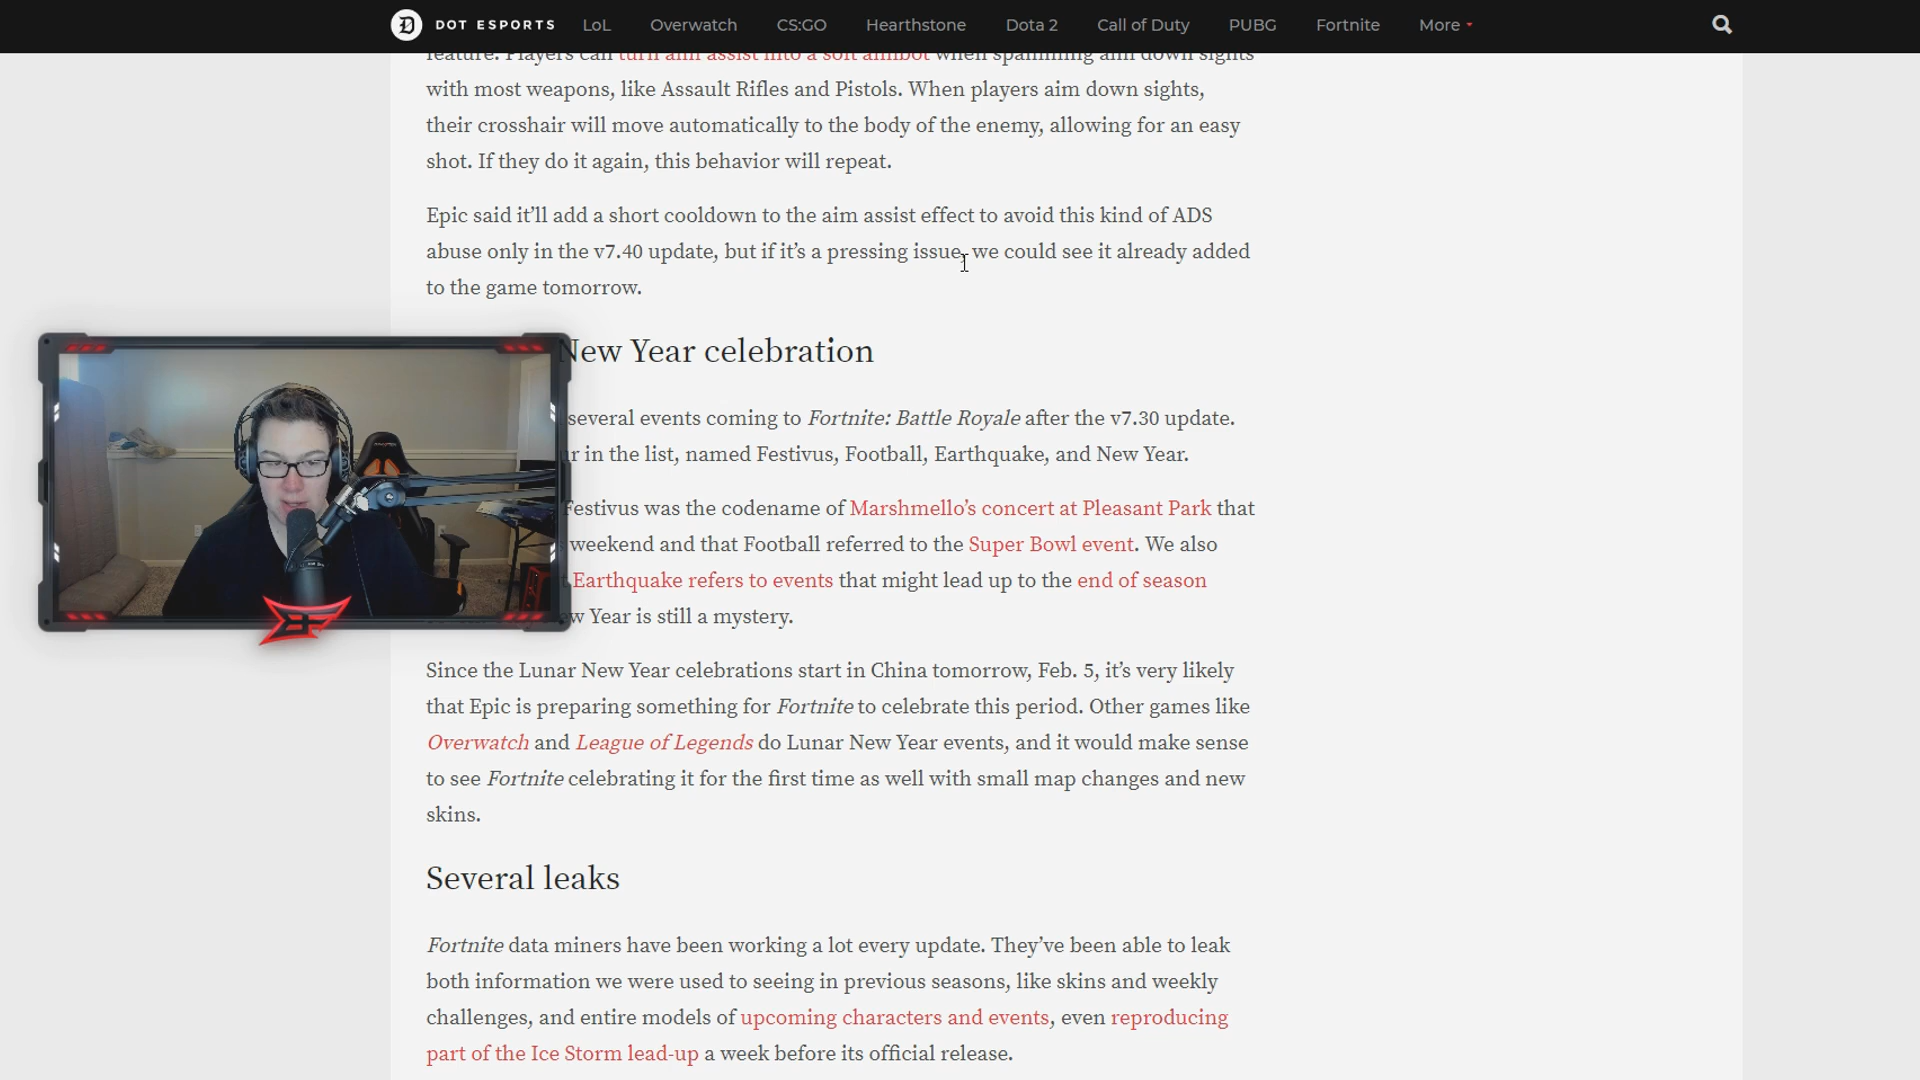 DOT ESPORTS LoL Overwatch CS:GO Hearthstone Dota 2 Call of Duty PUBG Fortnite More
feature. Players can turn aim assist into a soft aimbot when spamming aim down sights
with most weapons, like Assault Rifles and Pistols. When players aim down sights,
their crosshair will move automatically to the body of the enemy, allowing for an easy
shot. If they do it again, this behavior will repeat.
Epic said it’ll add a short cooldown to the aim assist effect to avoid this kind of ADS
abuse only in the v7.40 update, but if it’s a pressing issue, we could see it already added
to the game tomorrow.
New Year celebration
several events coming to Fortnite: Battle Royale after the v7.30 update.
in the list, named Festivus, Football, Earthquake, and New Year.
Festivus was the codename of Marshmello’s concert at Pleasant Park that
weekend and that Football referred to the Super Bowl event. We also
Earthquake refers to events that might lead up to the end of season
Year is still a mystery.
Since the Lunar New Year celebrations start in China tomorrow, Feb. 5, it’s very likely
that Epic is preparing something for Fortnite to celebrate this period. Other games like
Overwatch and League of Legends do Lunar New Year events, and it would make sense
to see Fortnite celebrating it for the first time as well with small map changes and new
skins.
Several leaks
Fortnite data miners have been working a lot every update. They’ve been able to leak
both information we were used to seeing in previous seasons, like skins and weekly
challenges, and entire models of upcoming characters and events, even reproducing
part of the Ice Storm lead-up a week before its official release.